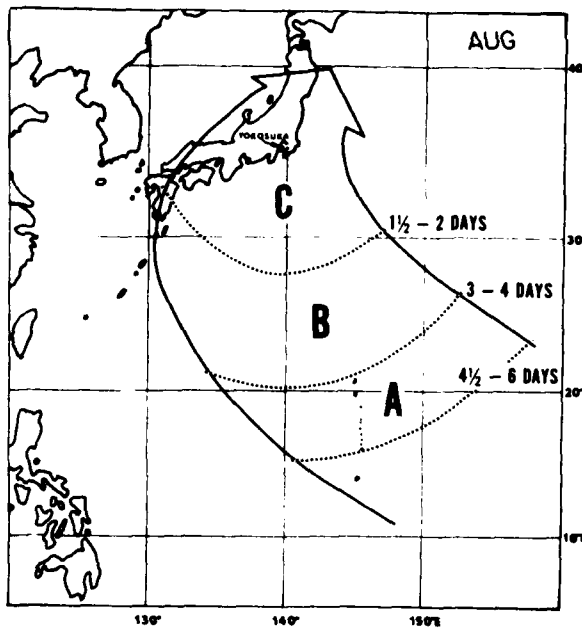 AUG
40
YOKOSUKA
C
1½ – 2 DAYS
30
3 – 4 DAYS
B
4½ – 6 DAYS
20
A
130°
140°
150°E